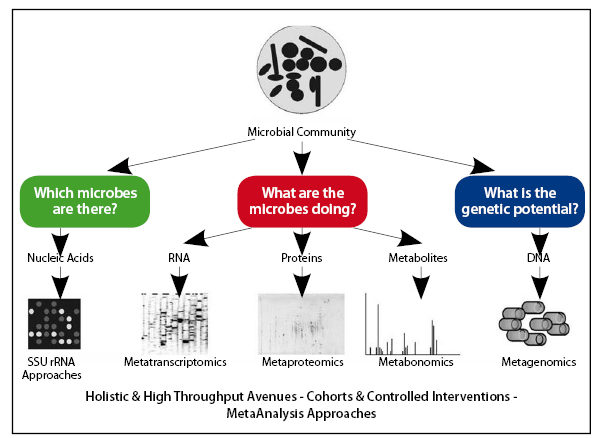 Microbial Community
Which microbes
are there?
What are the
microbes doing?
What is the
genetic potential?
Nucleic Acids
RNA
Proteins
Metabolites
DNA
SSU rRNA
Approaches
Metatranscriptomics
Metaproteomics
Metabonomics
Metagenomics
Holistic & High Throughput Avenues - Cohorts & Controlled Interventions -
MetaAnalysis Approaches